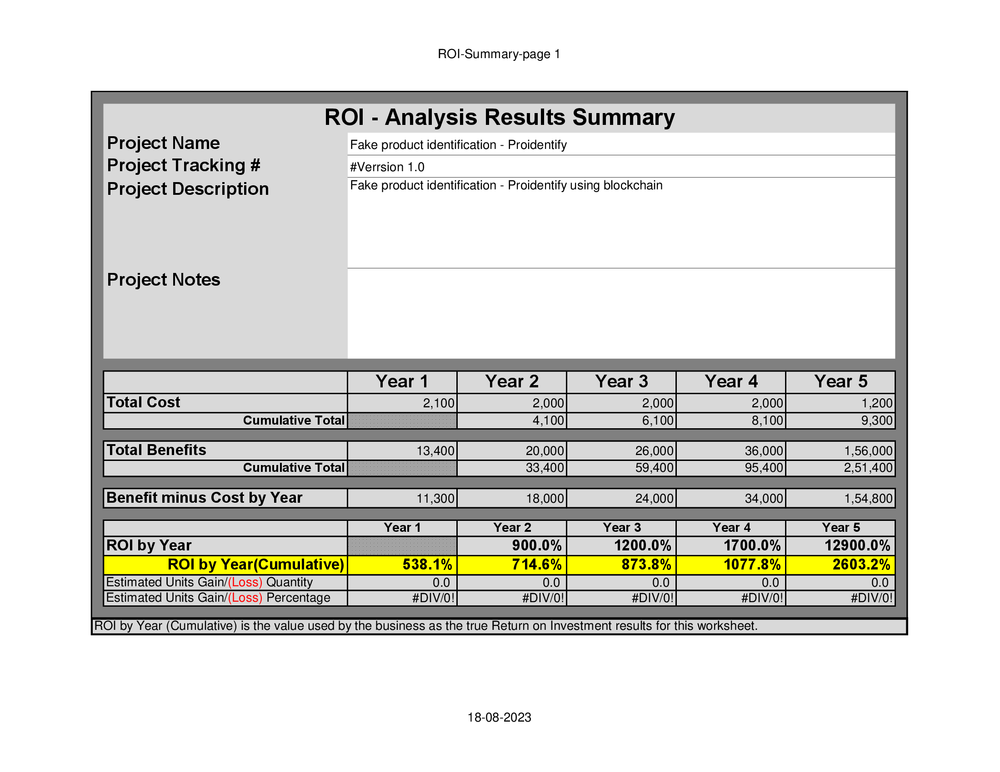 ROI-Summary-page 1
ROI - Analysis Results Summary
Project Name Fake product identification - Proidentify
Project Tracking # #Verrsion 1.0
Project Description Fake product identification - Proidentify using blockchain
Project Notes
Year 1 Year 2 Year 3 Year 4 Year 5
Total Cost 2,100 2,000 2,000 2,000 1,200
Cumulative Total 4,100 6,100 8,100 9,300
Total Benefits 13,400 20,000 26,000 36,000 1,56,000
Cumulative Total 33,400 59,400 95,400 2,51,400
Benefit minus Cost by Year 11,300 18,000 24,000 34,000 1,54,800
Year 1 Year 2 Year 3 Year 4 Year 5
ROI by Year 900.0% 1200.0% 1700.0% 12900.0%
ROI by Year(Cumulative) 538.1% 714.6% 873.8% 1077.8% 2603.2%
Estimated Units Gain/(Loss) Quantity 0.0 0.0 0.0 0.0 0.0
Estimated Units Gain/(Loss) Percentage #DIV/0! #DIV/0! #DIV/0! #DIV/0! #DIV/0!
ROI by Year (Cumulative) is the value used by the business as the true Return on Investment results for this worksheet.
18-08-2023